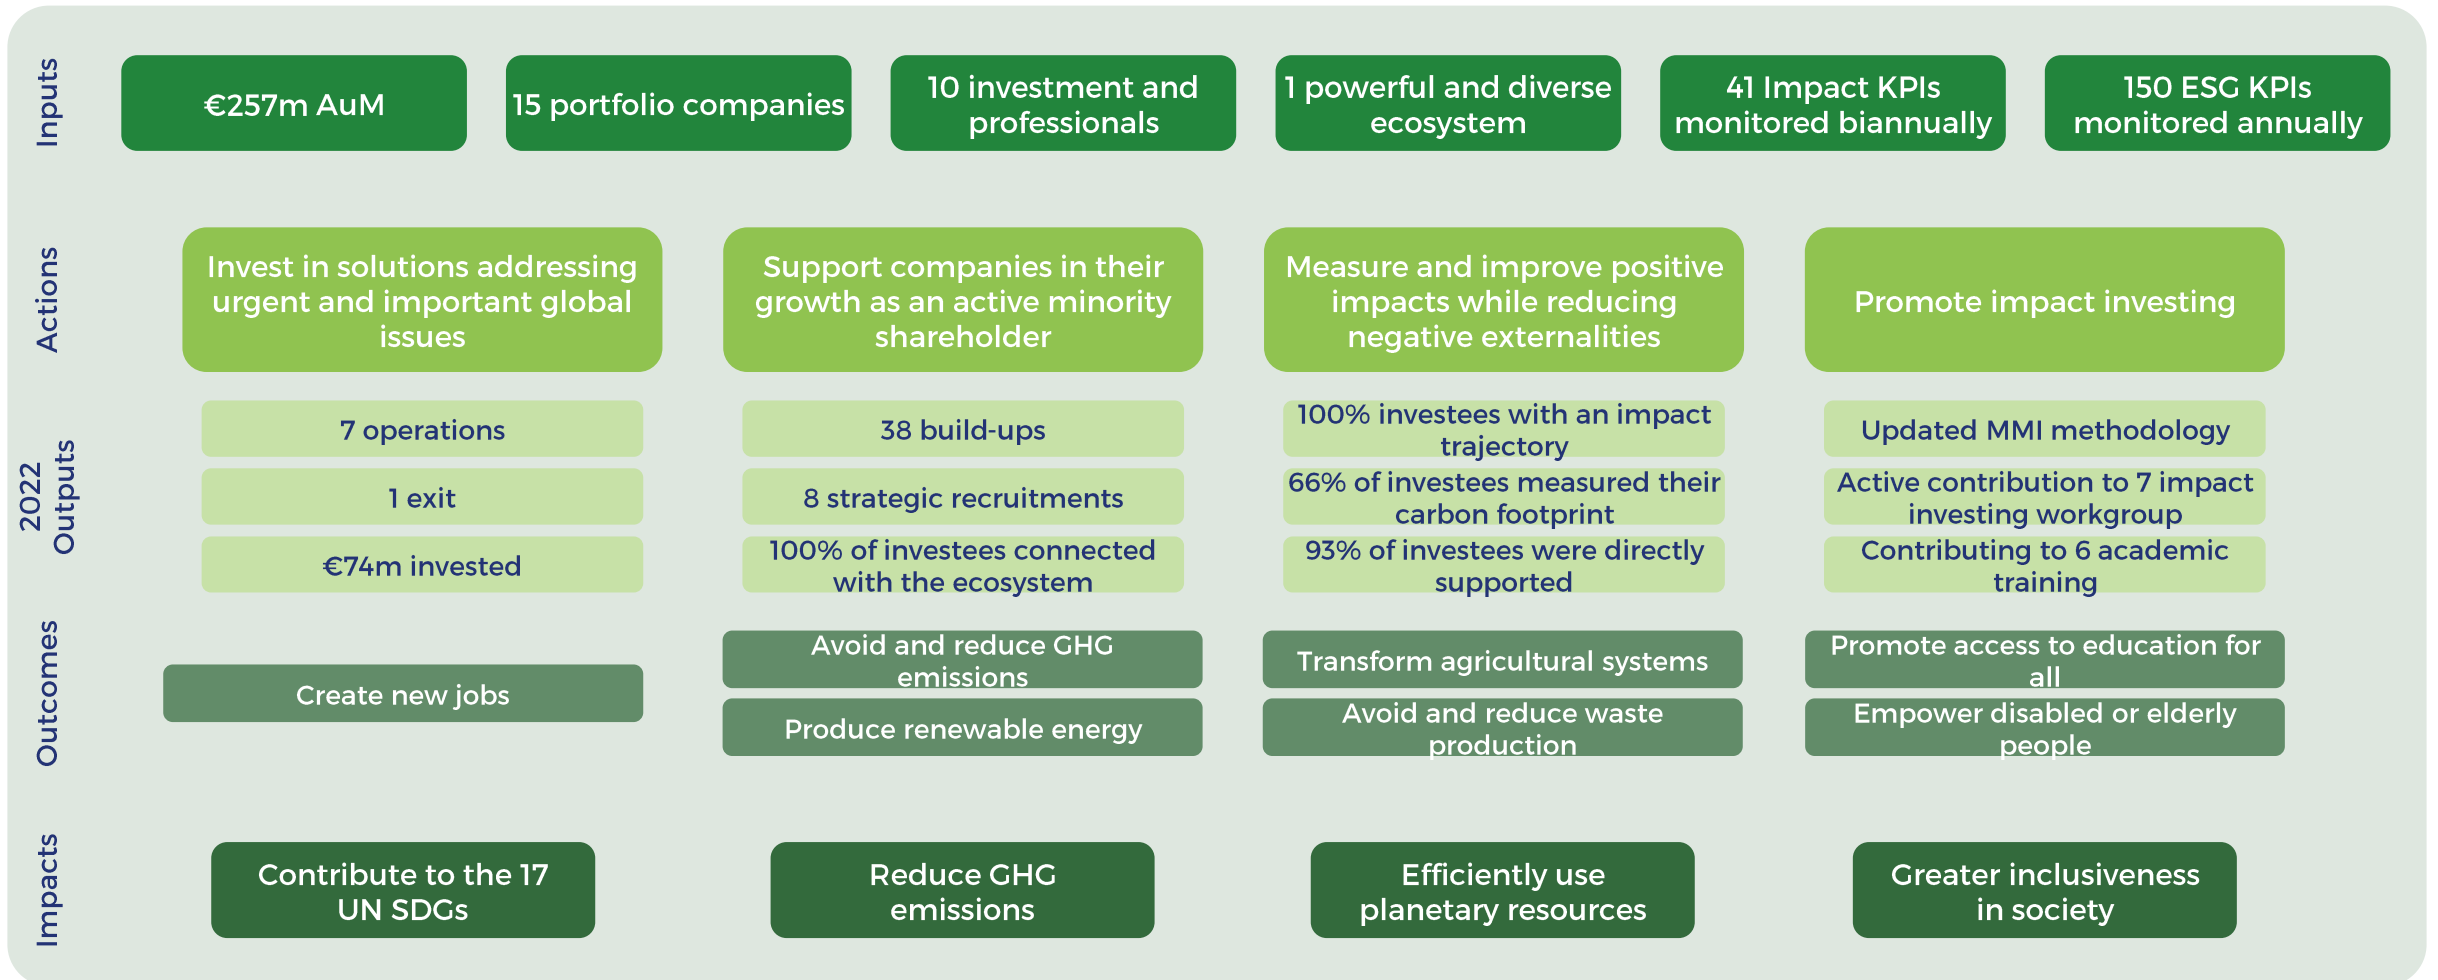 Inputs
€257m AuM
15 portfolio companies
10 investment and
professionals
1 powerful and diverse
ecosystem
41 Impact KPIs
monitored biannually
150 ESG KPIs
monitored annually
Actions
Invest in solutions addressing
urgent and important global
issues
Support companies in their
growth as an active minority
shareholder
Measure and improve positive
impacts while reducing
negative externalities
Promote impact investing
2022
Outputs
7 operations
1 exit
€74m invested
38 build-ups
8 strategic recruitments
100% of investees connected
with the ecosystem
100% investees with an impact
trajectory
66% of investees measured their
carbon footprint
93% of investees were directly
supported
Updated MMI methodology
Active contribution to 7 impact
investing workgroup
Contributing to 6 academic
training
Outcomes
Create new jobs
Avoid and reduce GHG
emissions
Produce renewable energy
Transform agricultural systems
Avoid and reduce waste
production
Promote access to education for
all
Empower disabled or elderly
people
Impacts
Contribute to the 17
UN SDGs
Reduce GHG
emissions
Efficiently use
planetary resources
Greater inclusiveness
in society